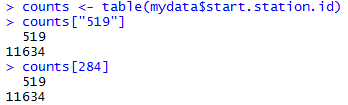 > counts <- table(mydata$start.station.id)
> counts["519"]
519
11634
> counts[284]
519
11634